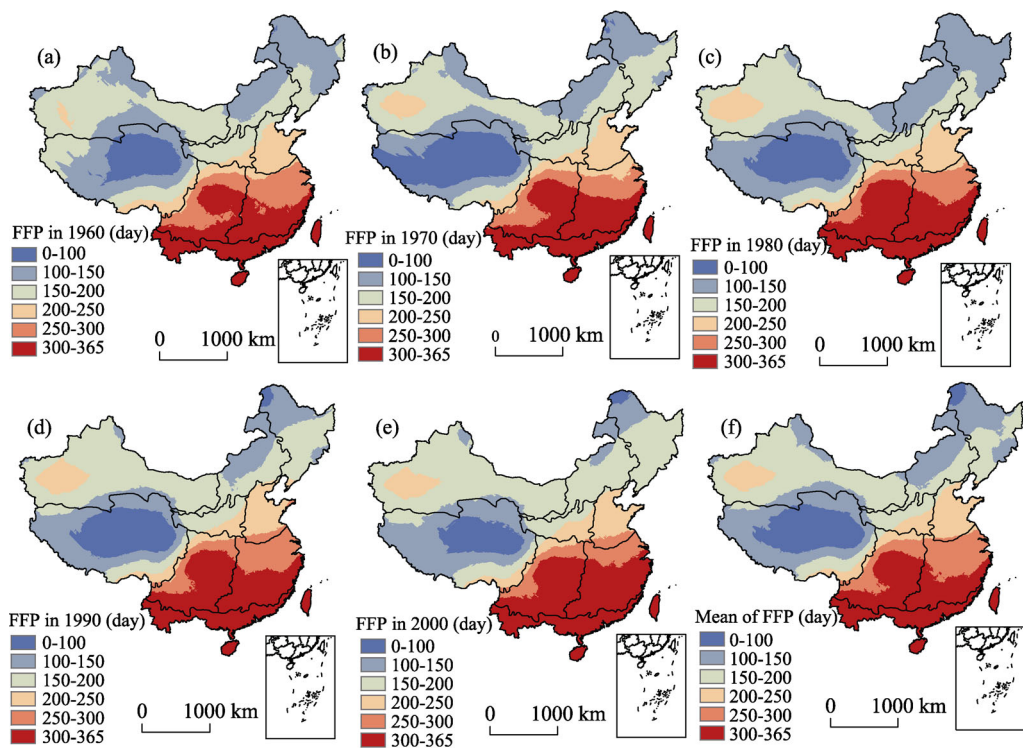 (a)
FFP in 1960 (day)
0-100
100-150
150-200
200-250
250-300
300-365
0 1000 km
(b)
FFP in 1970 (day)
0-100
100-150
150-200
200-250
250-300
300-365
0 1000 km
(c)
FFP in 1980 (day)
0-100
100-150
150-200
200-250
250-300
300-365
0 1000 km
(d)
FFP in 1990 (day)
0-100
100-150
150-200
200-250
250-300
300-365
0 1000 km
(e)
FFP in 2000 (day)
0-100
100-150
150-200
200-250
250-300
300-365
0 1000 km
(f)
Mean of FFP (day)
0-100
100-150
150-200
200-250
250-300
300-365
0 1000 km